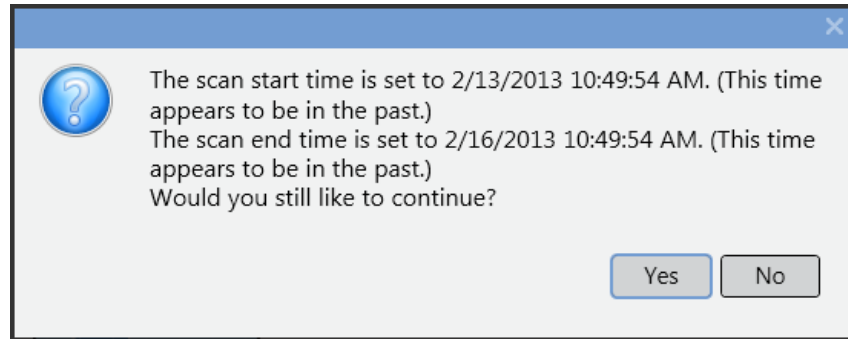 The scan start time is set to 2/13/2013 10:49:54 AM. (This time
appears to be in the past.)
The scan end time is set to 2/16/2013 10:49:54 AM. (This time
appears to be in the past.)
Would you still like to continue?
Yes No